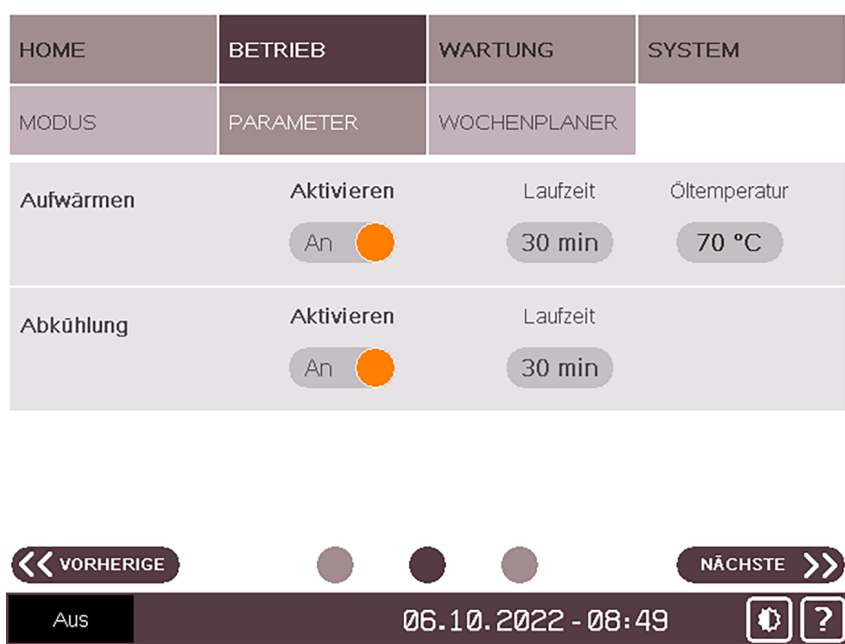 HOME BETRIEB WARTUNG SYSTEM
MODUS PARAMETER WOCHENPLANER
Aufwärmen Aktivieren Laufzeit Öltemperatur
An 30 min 70 °C
Abkühlung Aktivieren Laufzeit
An 30 min
VORHERIGE NÄCHSTE
Aus 06.10.2022 - 08:49 ?